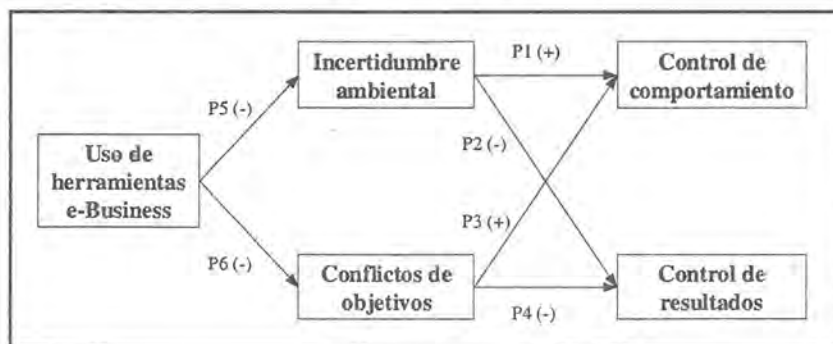 Incertidumbre
ambiental
P1 (+)
Control de
comportamiento
P5 (-)
P2 (-)
Uso de
herramientas
e-Business
P3 (+)
P6 (-)
Conflictos de
objetivos
P4 (-)
Control de
resultados